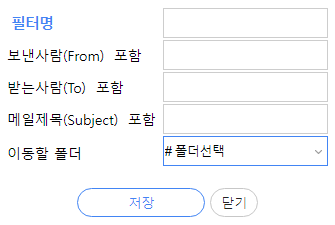 필터명
보낸사람(From) 포함
받는사람(To) 포함
메일제목(Subject) 포함
이동할 폴더 # 폴더선택
저장 닫기